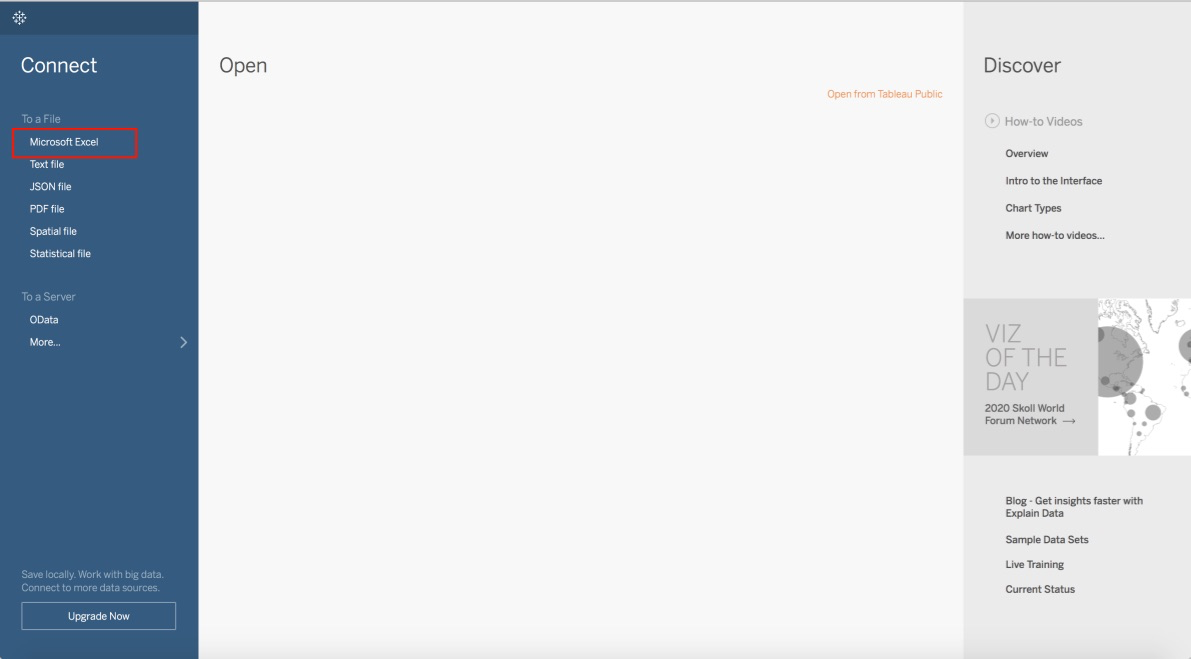 Connect
To a File
Microsoft Excel
Text file
JSON file
PDF file
Spatial file
Statistical file
To a Server
OData
More...
Save locally. Work with big data.
Connect to more data sources.
Upgrade Now
Open
Open from Tableau Public
Discover
How-to Videos
Overview
Intro to the Interface
Chart Types
More how-to videos...
VIZ
OF THE
DAY
2020 Skoll World
Forum Network →
Blog - Get insights faster with
Explain Data
Sample Data Sets
Live Training
Current Status